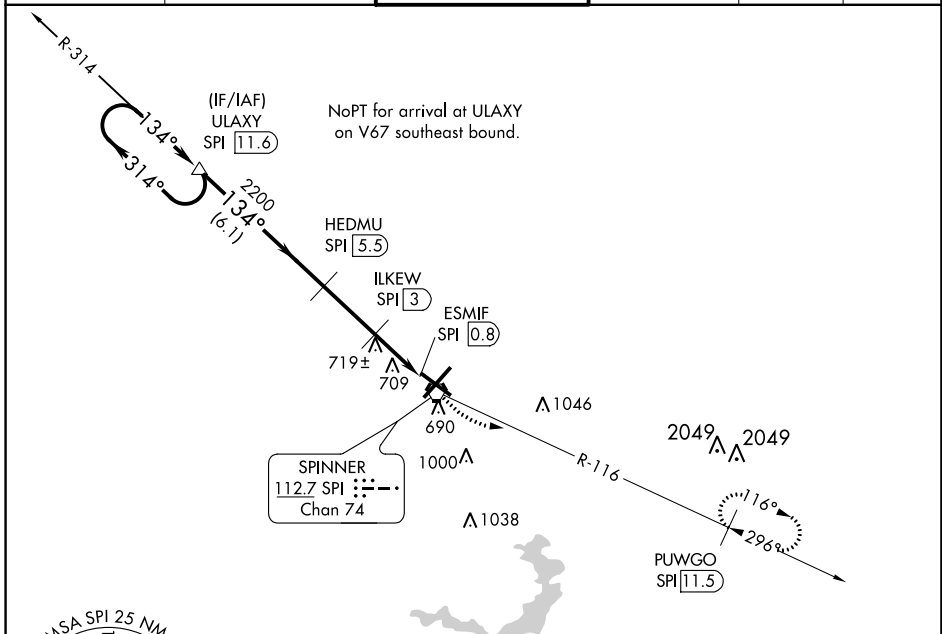 R-314
134°
314°
(IF/IAF)
ULAXY
SPI 11.6
NoPT for arrival at ULAXY
on V67 southeast bound.
2200
134°
(6.1)
HEDMU
SPI 5.5
ILKEW
SPI 3
ESMIF
SPI 0.8
719±
709
690
1046
2049
2049
1000
1038
R-116
SPINNER
112.7 SPI
Chan 74
116°
296°
PUWGO
SPI 11.5
MSA SPI 25 NM